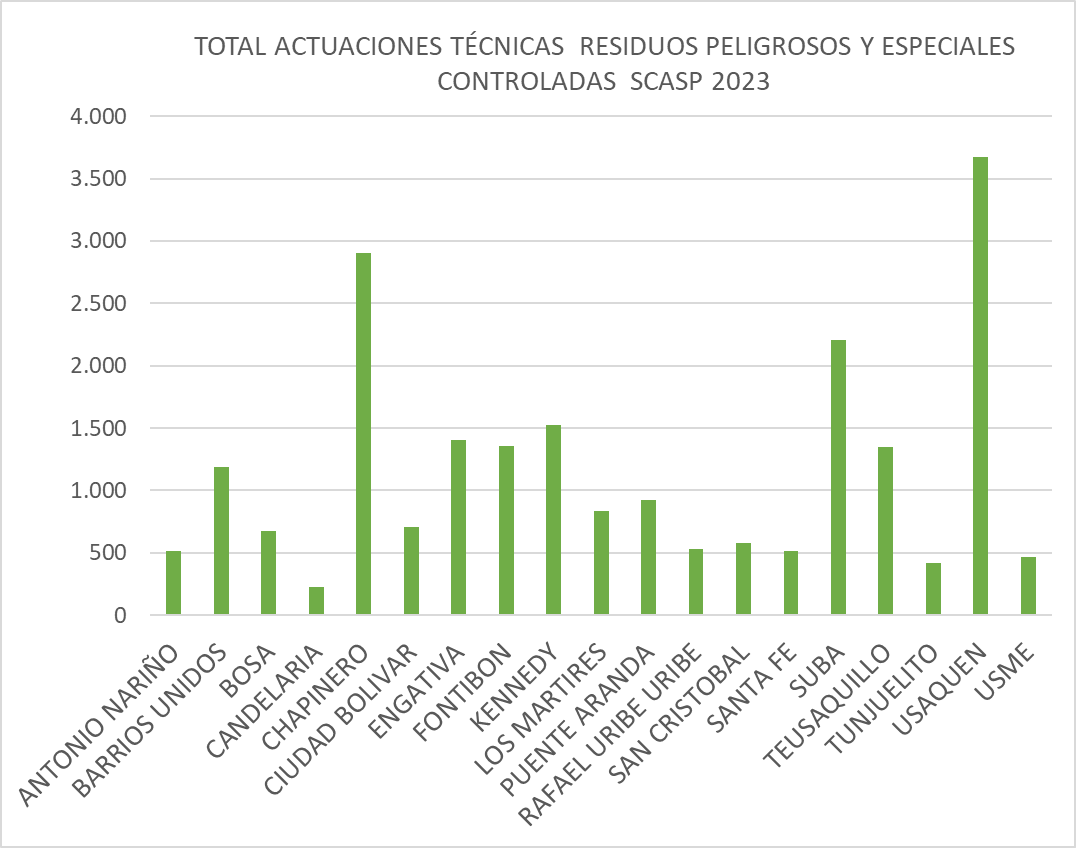 TOTAL ACTUACIONES TÉCNICAS  RESIDUOS PELIGROSOS Y ESPECIALES
CONTROLADAS  SCASP 2023
4.000
3.500
3.000
2.500
2.000
1.500
1.000
500
0
ANTONIO NARIÑO
BARRIOS UNIDOS
BOSA
CANDELARIA
CHAPINERO
CIUDAD BOLIVAR
ENGATIVA
FONTIBON
KENNEDY
LOS MARTIRES
PUENTE ARANDA
RAFAEL URIBE URIBE
SAN CRISTOBAL
SANTA FE
SUBA
TEUSAQUILLO
TUNJUELITO
USAQUEN
USME